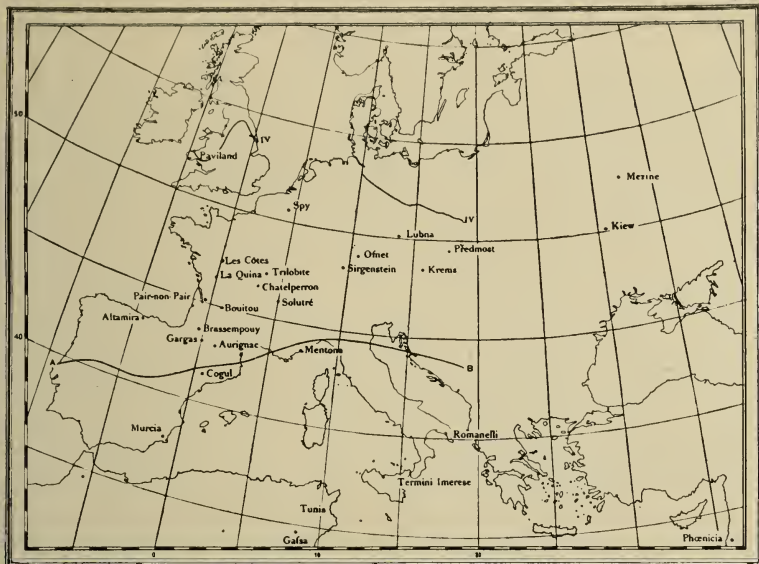 50
IV
Paviland
Mezine
Spy
IV
Kiew
Lubna
Les Côtes
Ofnet
Předmost
La Quina
Trilobite
Sirgenstein
Krems
Chatelperron
Pair-non-Pair
Solutré
Bouitou
Altamira
40
Brassempouy
Gargas
Aurignac
Mentone
A
B
Cogul
Murcia
Romanelli
Termini Imerese
Tunis
Gafsa
Phœnicia
0
10